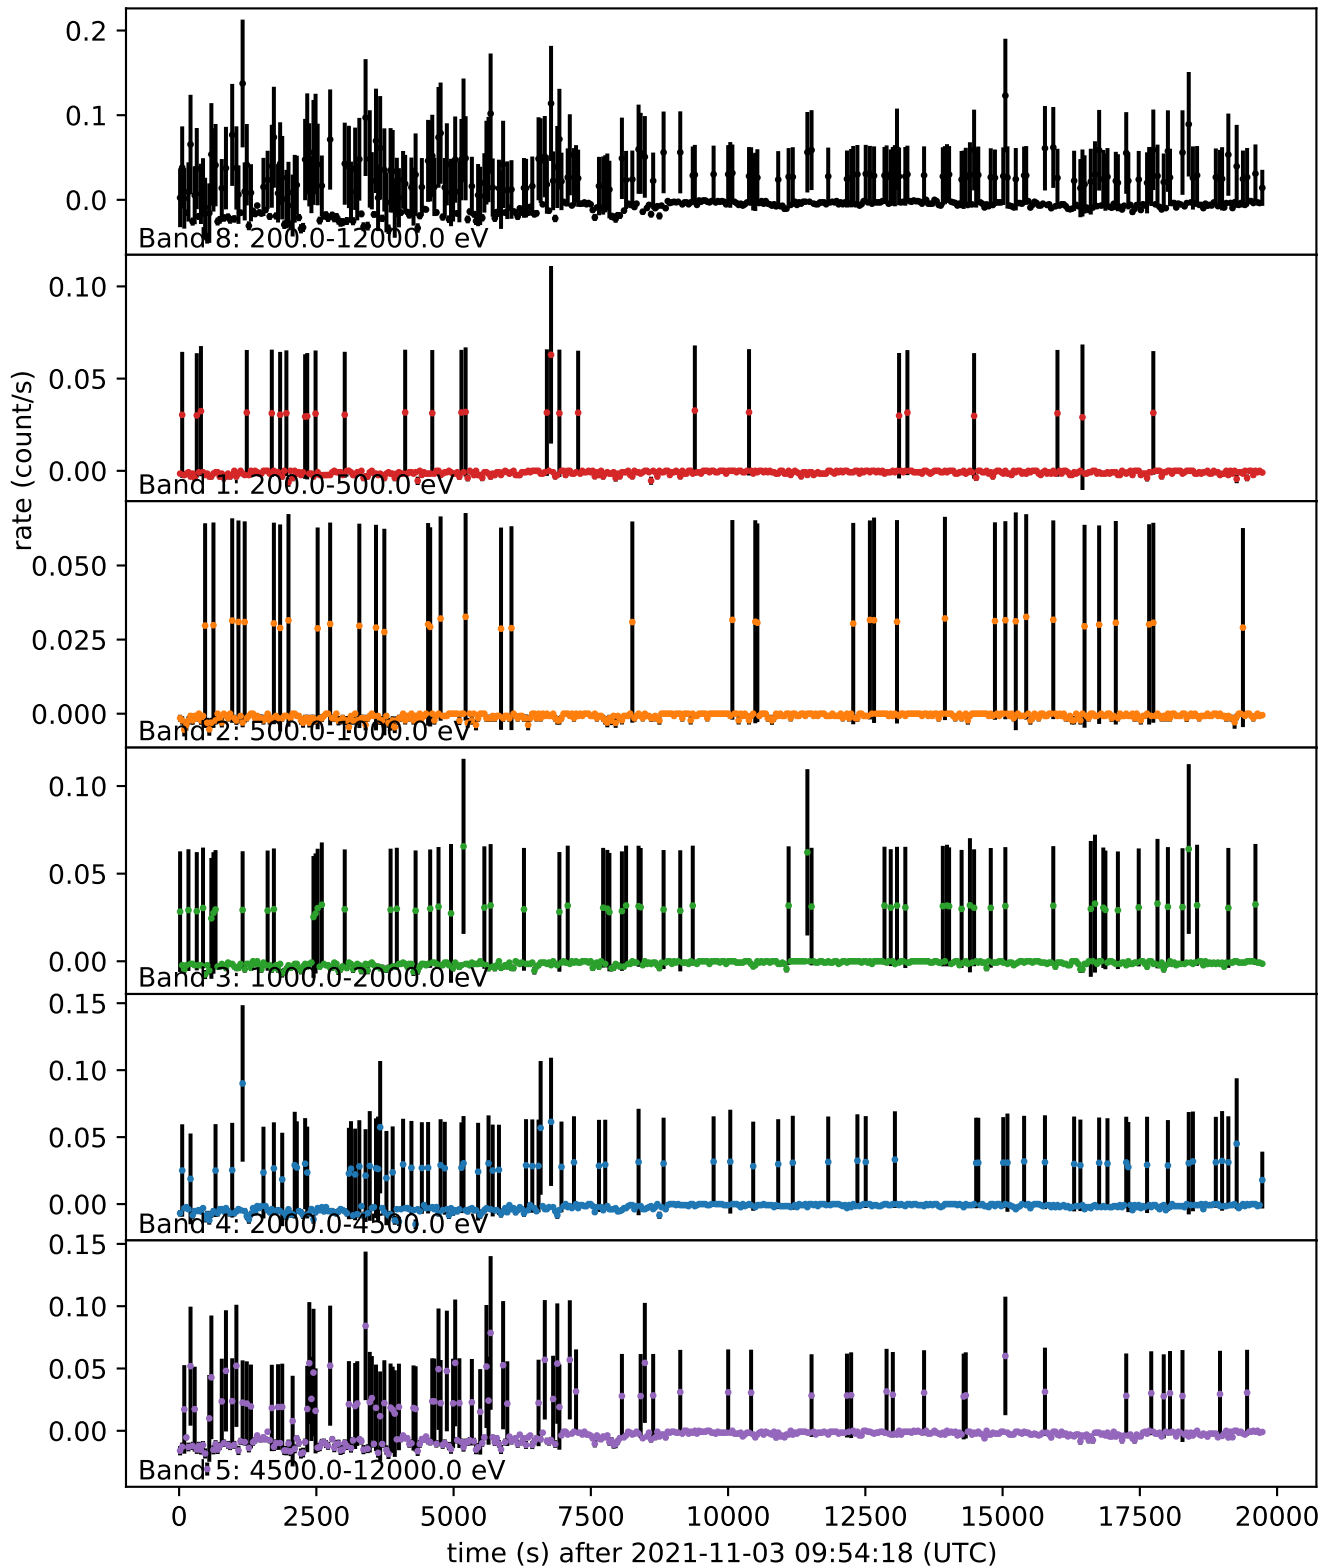 0.2
0.1
0.0
Band 8: 200.0-12000.0 eV
0.10
0.05
0.00
Band 1: 200.0-500.0 eV
rate (count/s)
0.050
0.025
0.000
Band 2: 500.0-1000.0 eV
0.10
0.05
0.00
Band 3: 1000.0-2000.0 eV
0.15
0.10
0.05
0.00
Band 4: 2000.0-4500.0 eV
0.15
0.10
0.05
0.00
Band 5: 4500.0-12000.0 eV
0 2500 5000 7500 10000 12500 15000 17500 20000
time (s) after 2021-11-03 09:54:18 (UTC)